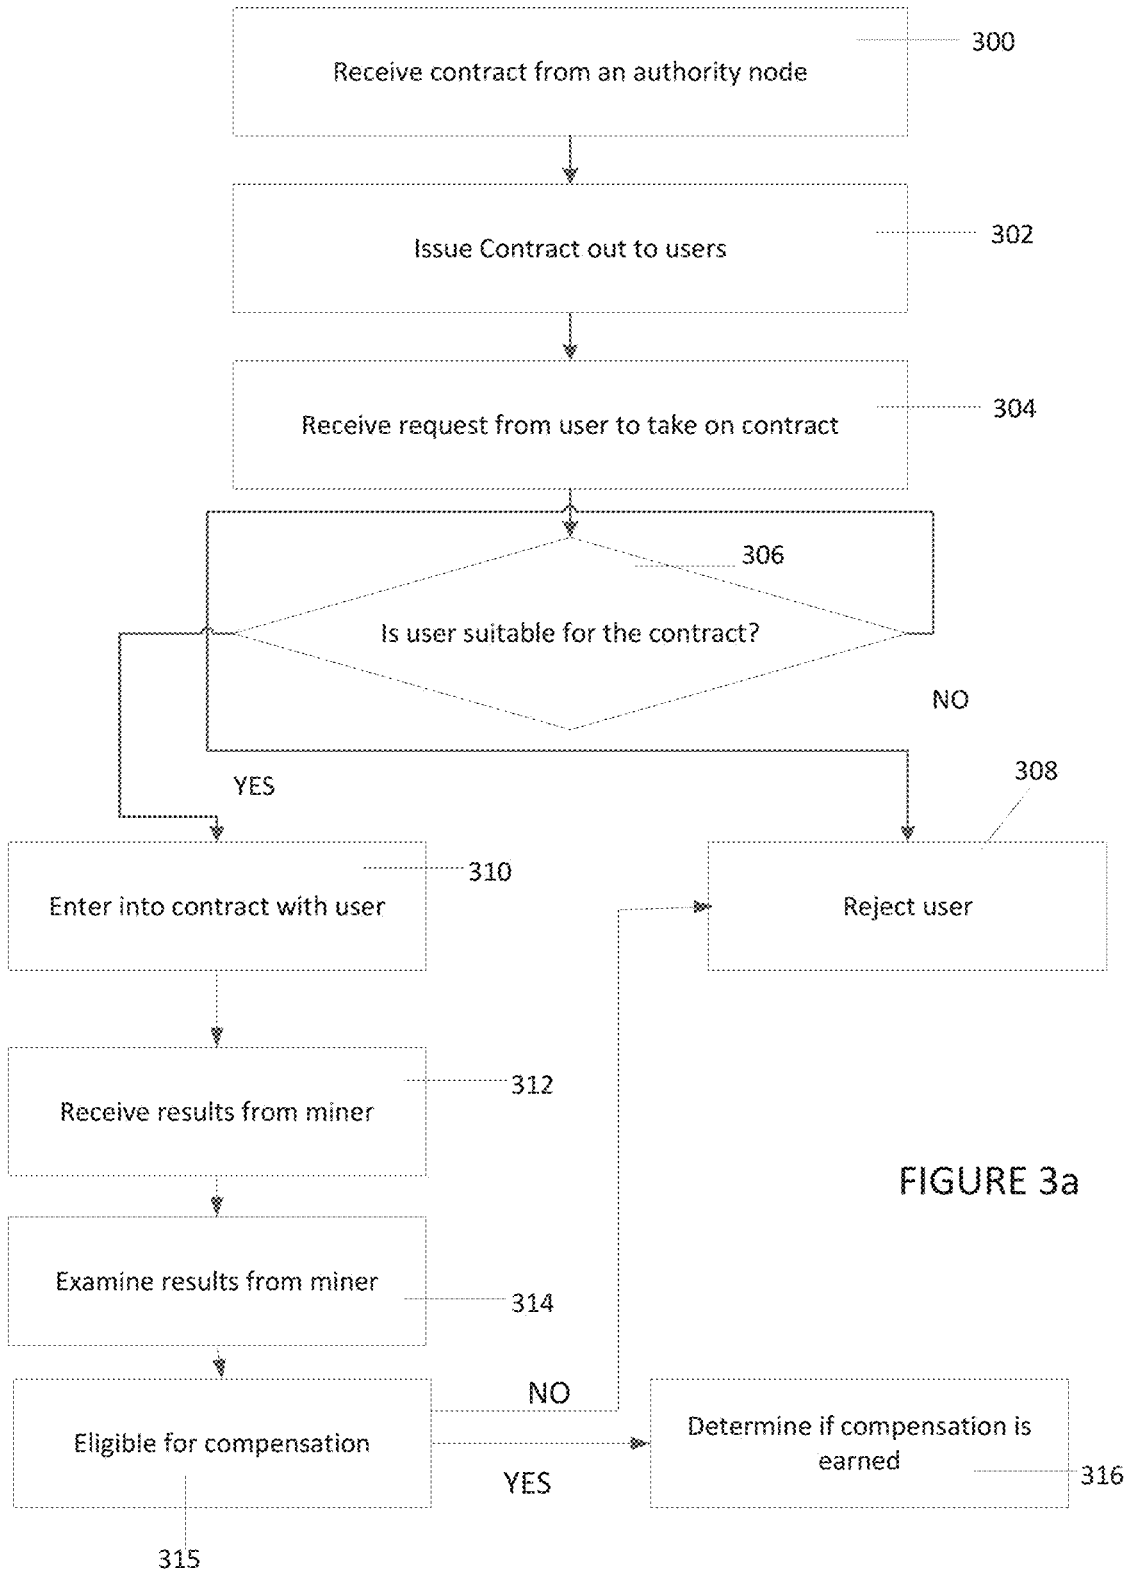 300
Receive contract from an authority node
302
Issue Contract out to users
304
Receive request from user to take on contract
306
Is user suitable for the contract?
NO
YES
308
310
Enter into contract with user
Reject user
312
Receive results from miner
FIGURE 3a
Examine results from miner
314
NO
Eligible for compensation
Determine if compensation is
earned
316
YES
315